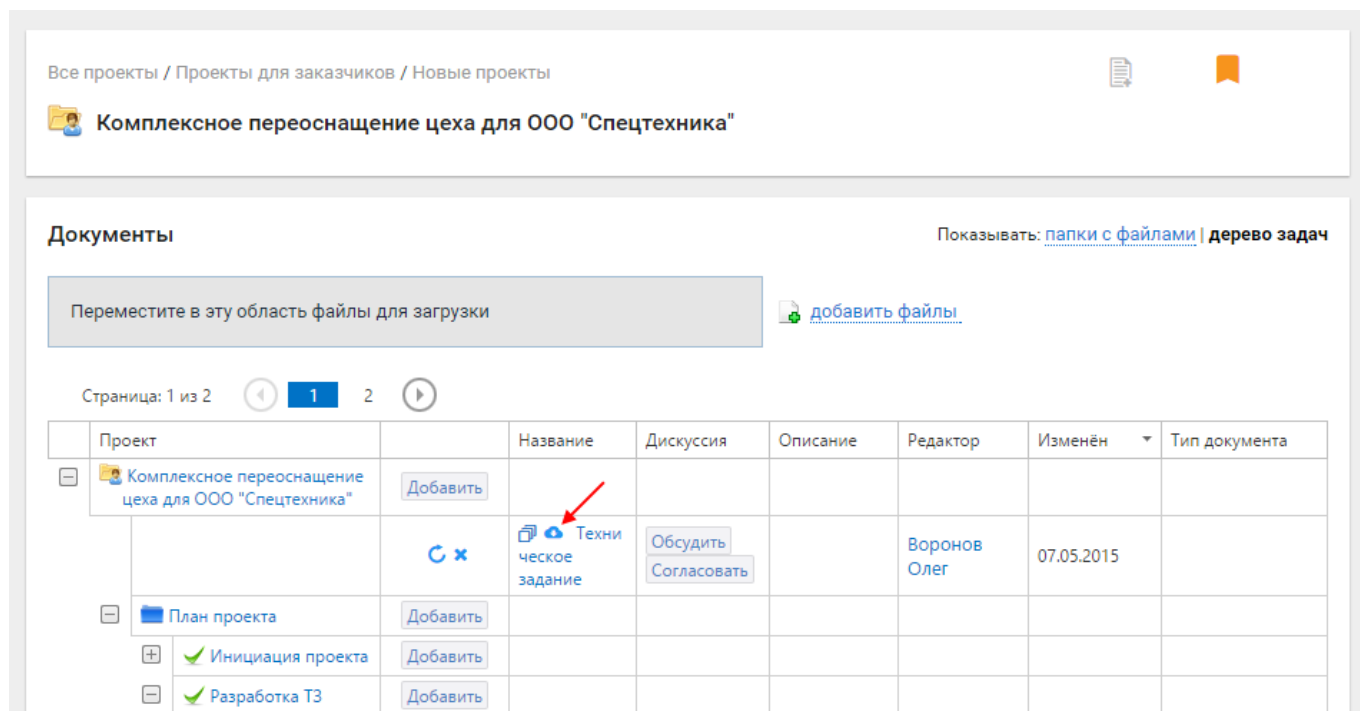 Все проекты / Проекты для заказчиков / Новые проекты
Комплексное переоснащение цеха для ООО "Спецтехника"
Документы
Показывать: папки с файлами | дерево задач
Переместите в эту область файлы для загрузки
добавить файлы
Страница: 1 из 2 1 2
Проект Название Дискуссия Описание Редактор Изменён Тип документа
Комплексное переоснащение
цеха для ООО "Спецтехника"
Добавить
Техни
ческое
задание
Обсудить
Согласовать
Воронов
Олег
07.05.2015
План проекта Добавить
Инициация проекта Добавить
Разработка ТЗ Добавить